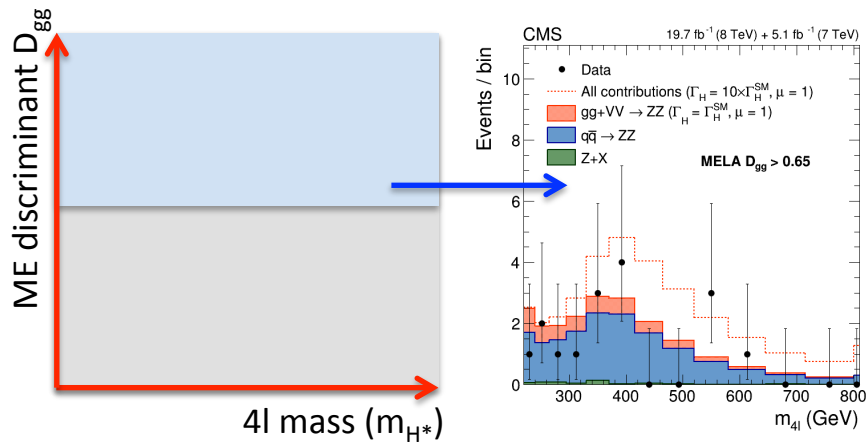 ME discriminant D_gg
4l mass (m_H*)
CMS
19.7 fb⁻¹ (8 TeV) + 5.1 fb⁻¹ (7 TeV)
Events / bin
10
8
6
4
2
0
Data
All contributions (Γ_H = 10×Γ_H^SM, μ = 1)
gg+VV → ZZ (Γ_H = Γ_H^SM, μ = 1)
qq̄ → ZZ
Z+X
MELA D_gg > 0.65
300 400 500 600 700 800
m_4l (GeV)